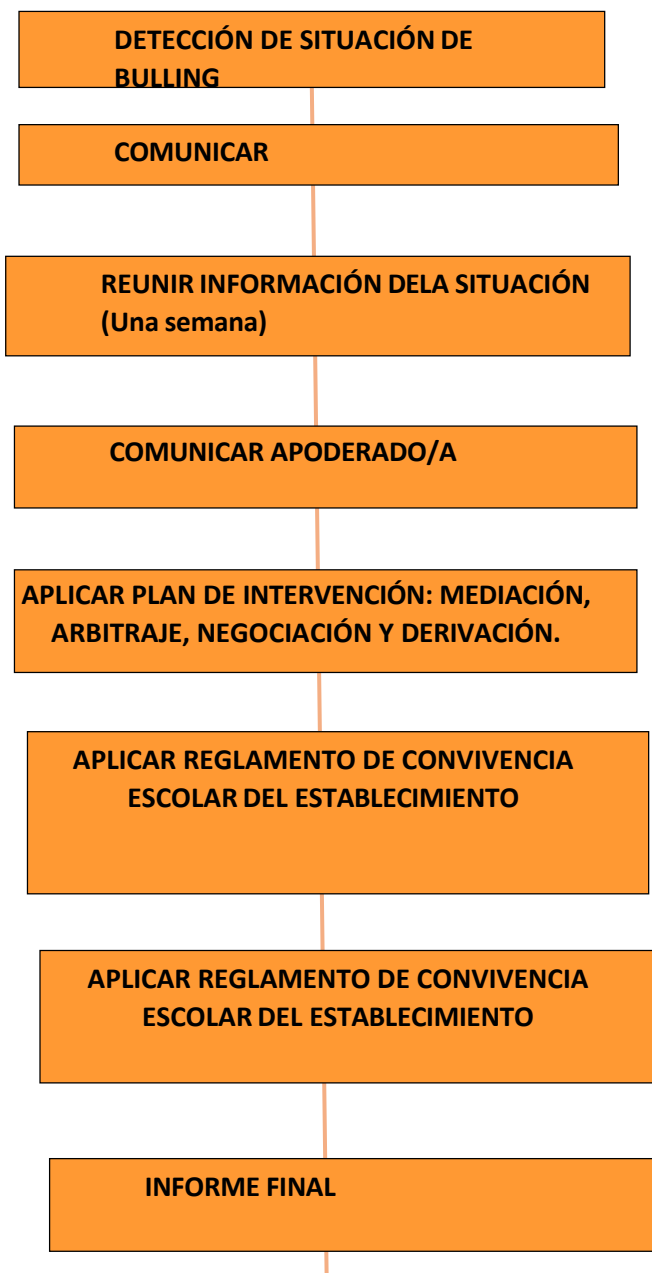 DETECCIÓN DE SITUACIÓN DE
BULLING
COMUNICAR
REUNIR INFORMACIÓN DELA SITUACIÓN
(Una semana)
COMUNICAR APODERADO/A
APLICAR PLAN DE INTERVENCIÓN: MEDIACIÓN,
ARBITRAJE, NEGOCIACIÓN Y DERIVACIÓN.
APLICAR REGLAMENTO DE CONVIVENCIA
ESCOLAR DEL ESTABLECIMIENTO
APLICAR REGLAMENTO DE CONVIVENCIA
ESCOLAR DEL ESTABLECIMIENTO
INFORME FINAL